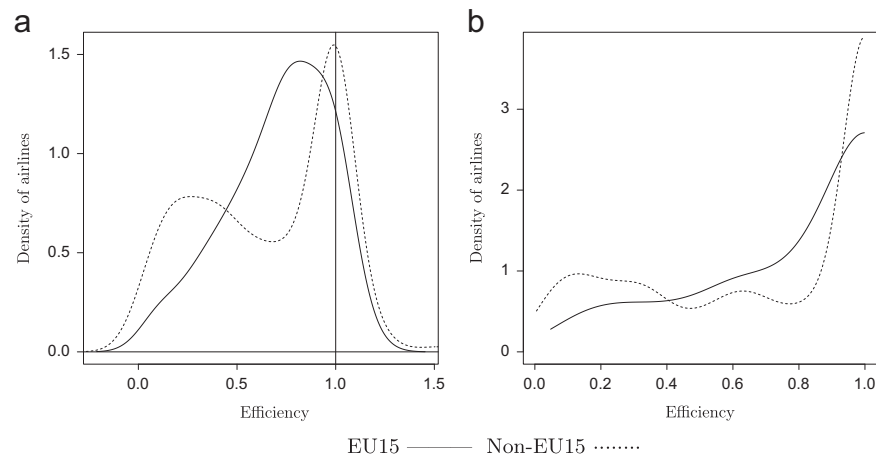 a
1.5
1.0
0.5
0.0
Density of airlines
0.0 0.5 1.0 1.5
Efficiency
b
3
2
1
0
Density of airlines
0.0 0.2 0.4 0.6 0.8 1.0
Efficiency
EU15 Non-EU15